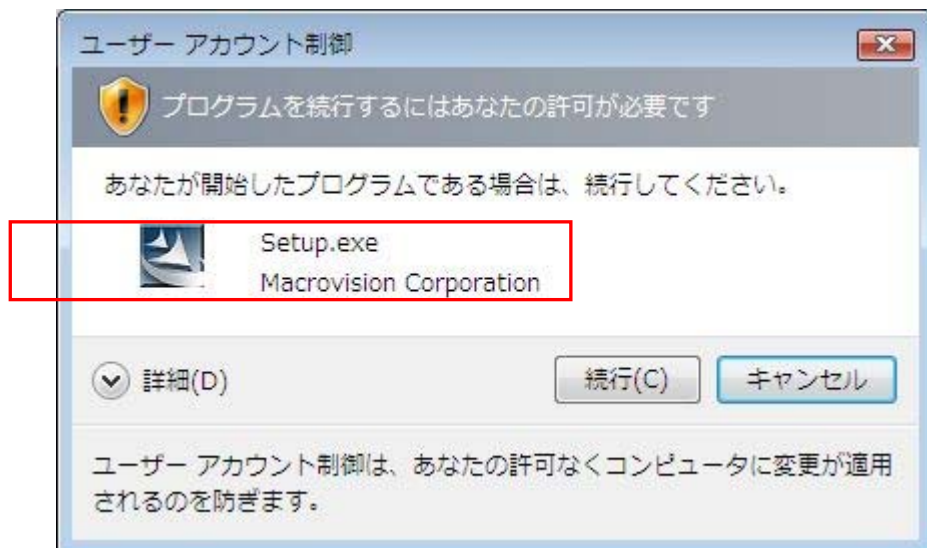 ユーザー アカウント制御
プログラムを続行するにはあなたの許可が必要です
あなたが開始したプログラムである場合は、続行してください。
Setup.exe
Macrovision Corporation
詳細(D)
続行(C)
キャンセル
ユーザー アカウント制御は、あなたの許可なくコンピュータに変更が適用
されるのを防ぎます。